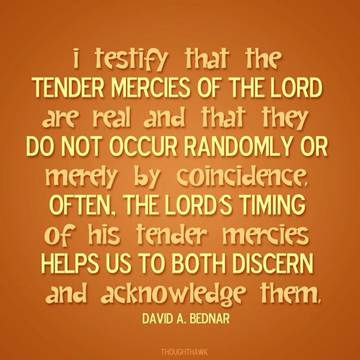 i testify that the
TENDER MERCIES OF THE LORD
are real and that they
DO NOT OCCUR RANDOMLY OR
merely by coincidence.
OFTEN, THE LORD'S TIMING
of his tender mercies
HELPS US TO BOTH DISCERN
and acknowledge them.
DAVID A. BEDNAR
THOUGHTHAWK